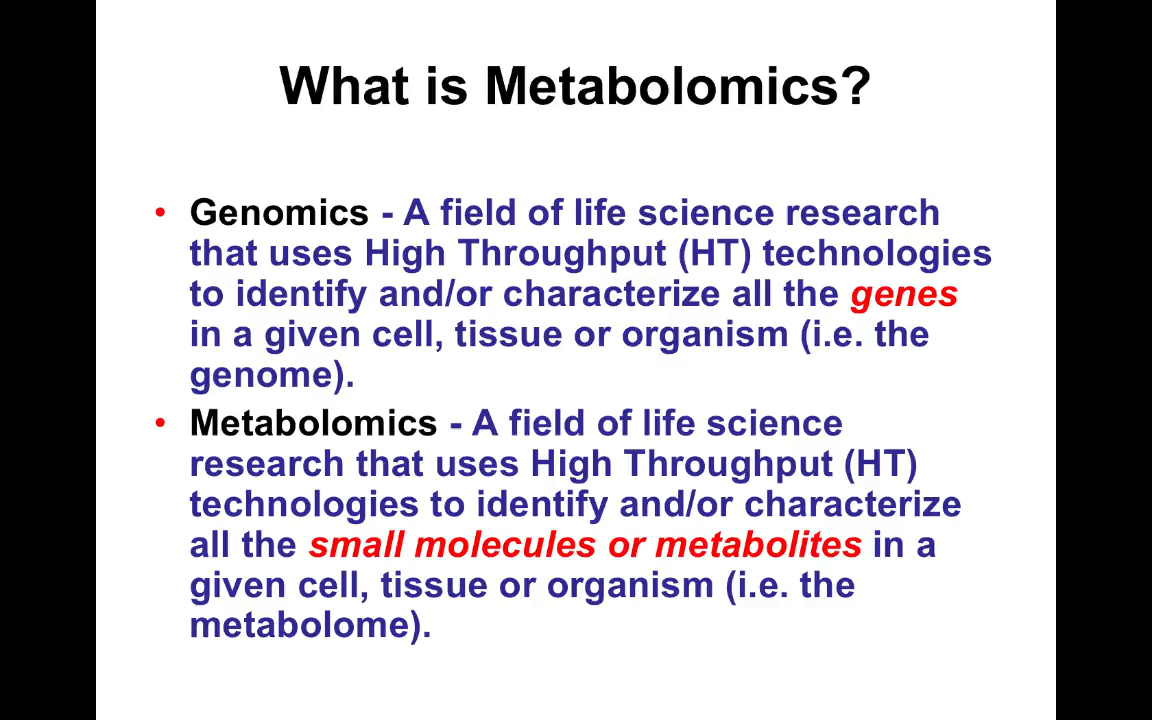 What is Metabolomics?
• Genomics - A field of life science research
that uses High Throughput (HT) technologies
to identify and/or characterize all the genes
in a given cell, tissue or organism (i.e. the
genome).
• Metabolomics - A field of life science
research that uses High Throughput (HT)
technologies to identify and/or characterize
all the small molecules or metabolites in a
given cell, tissue or organism (i.e. the
metabolome).